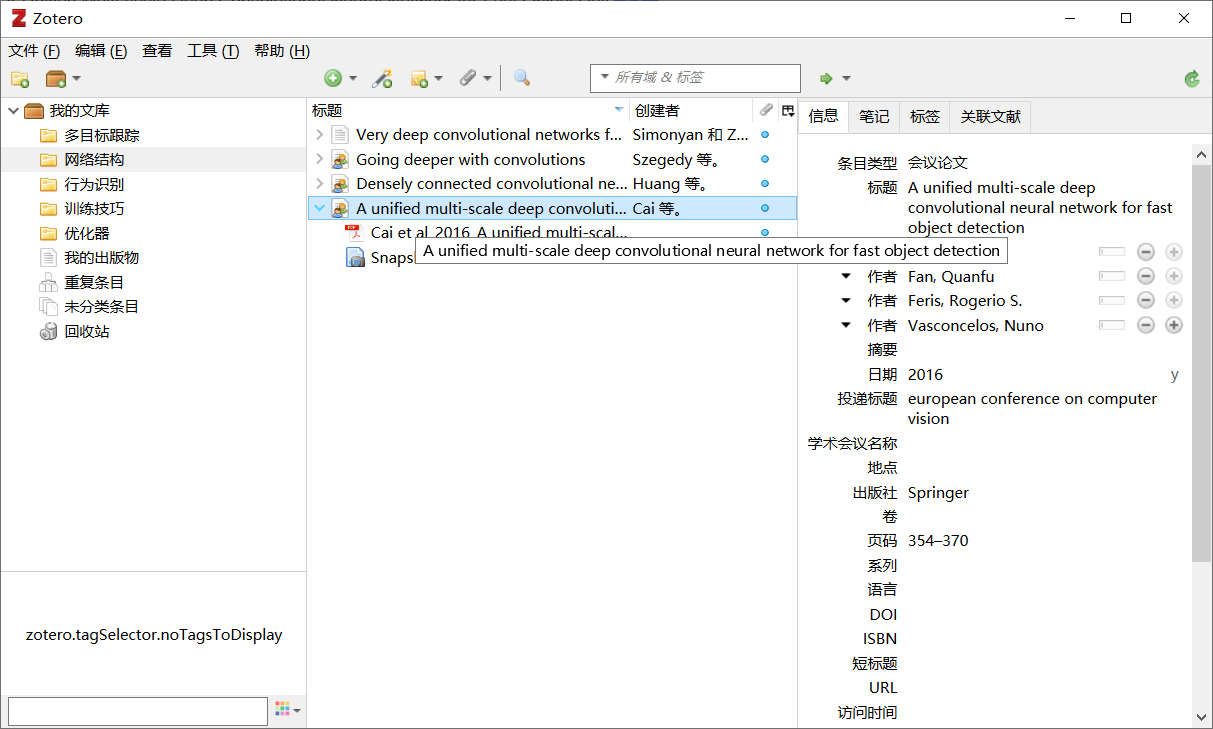 Zotero
文件 (F) 编辑 (E) 查看 工具 (T) 帮助 (H)
所有域 & 标签
我的文库
多目标跟踪
网络结构
行为识别
训练技巧
优化器
我的出版物
重复条目
未分类条目
回收站
zotero.tagSelector.noTagsToDisplay
标题 创建者
Very deep convolutional networks f... Simonyan 和 Z...
Going deeper with convolutions Szegedy 等。
Densely connected convolutional ne... Huang 等。
A unified multi-scale deep convoluti... Cai 等。
Cai et al_2016_A unified multi-scal...
Snaps
A unified multi-scale deep convolutional neural network for fast object detection
信息 笔记 标签 关联文献
条目类型 会议论文
标题 A unified multi-scale deep
convolutional neural network for fast
object detection
作者 Fan, Quanfu
作者 Feris, Rogerio S.
作者 Vasconcelos, Nuno
摘要
日期 2016 y
投递标题 european conference on computer
vision
学术会议名称
地点
出版社 Springer
卷
页码 354–370
系列
语言
DOI
ISBN
短标题
URL
访问时间